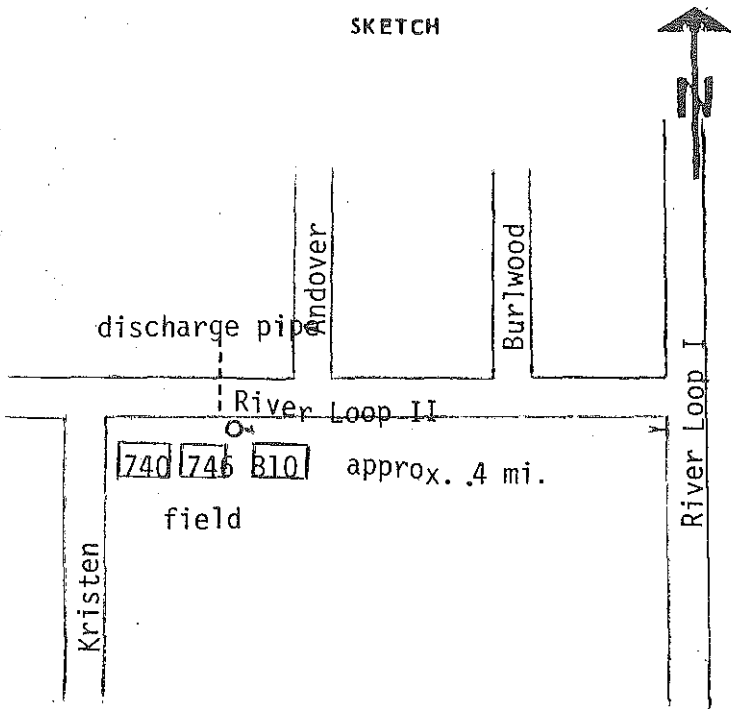 SKETCH
N
Andover
Burlwood
discharge pipe
River Loop II
River Loop I
740 746 810 approx. .4 mi.
field
Kristen